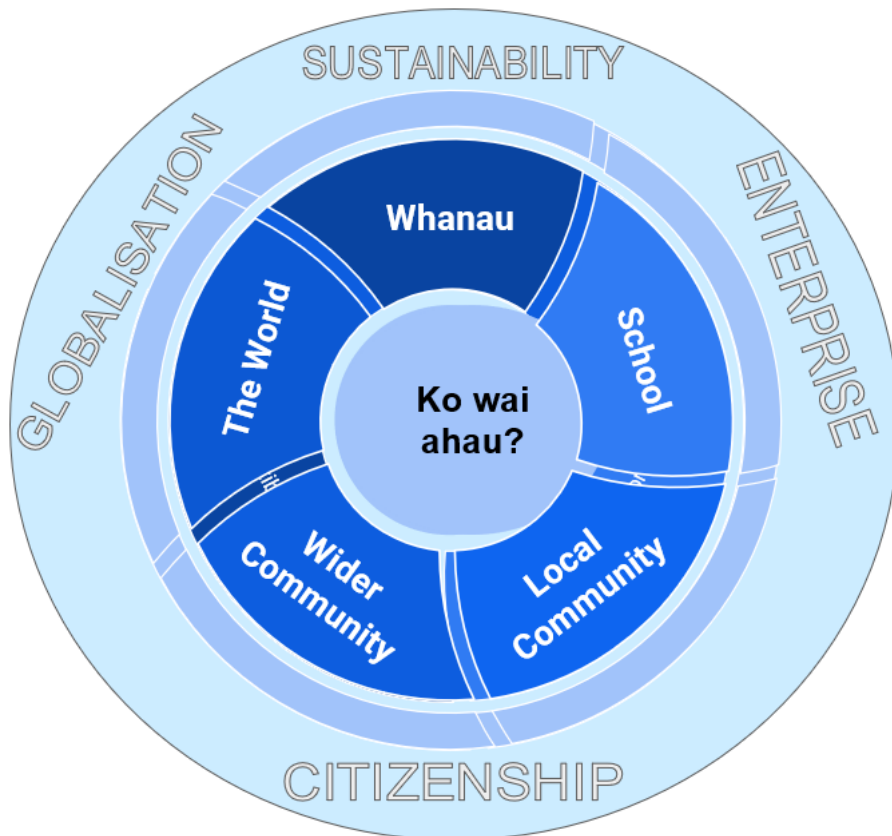 SUSTAINABILITY
ENTERPRISE
CITIZENSHIP
GLOBALISATION
Whanau
School
Local
Community
Wider
Community
The World
Ko wai
ahau?